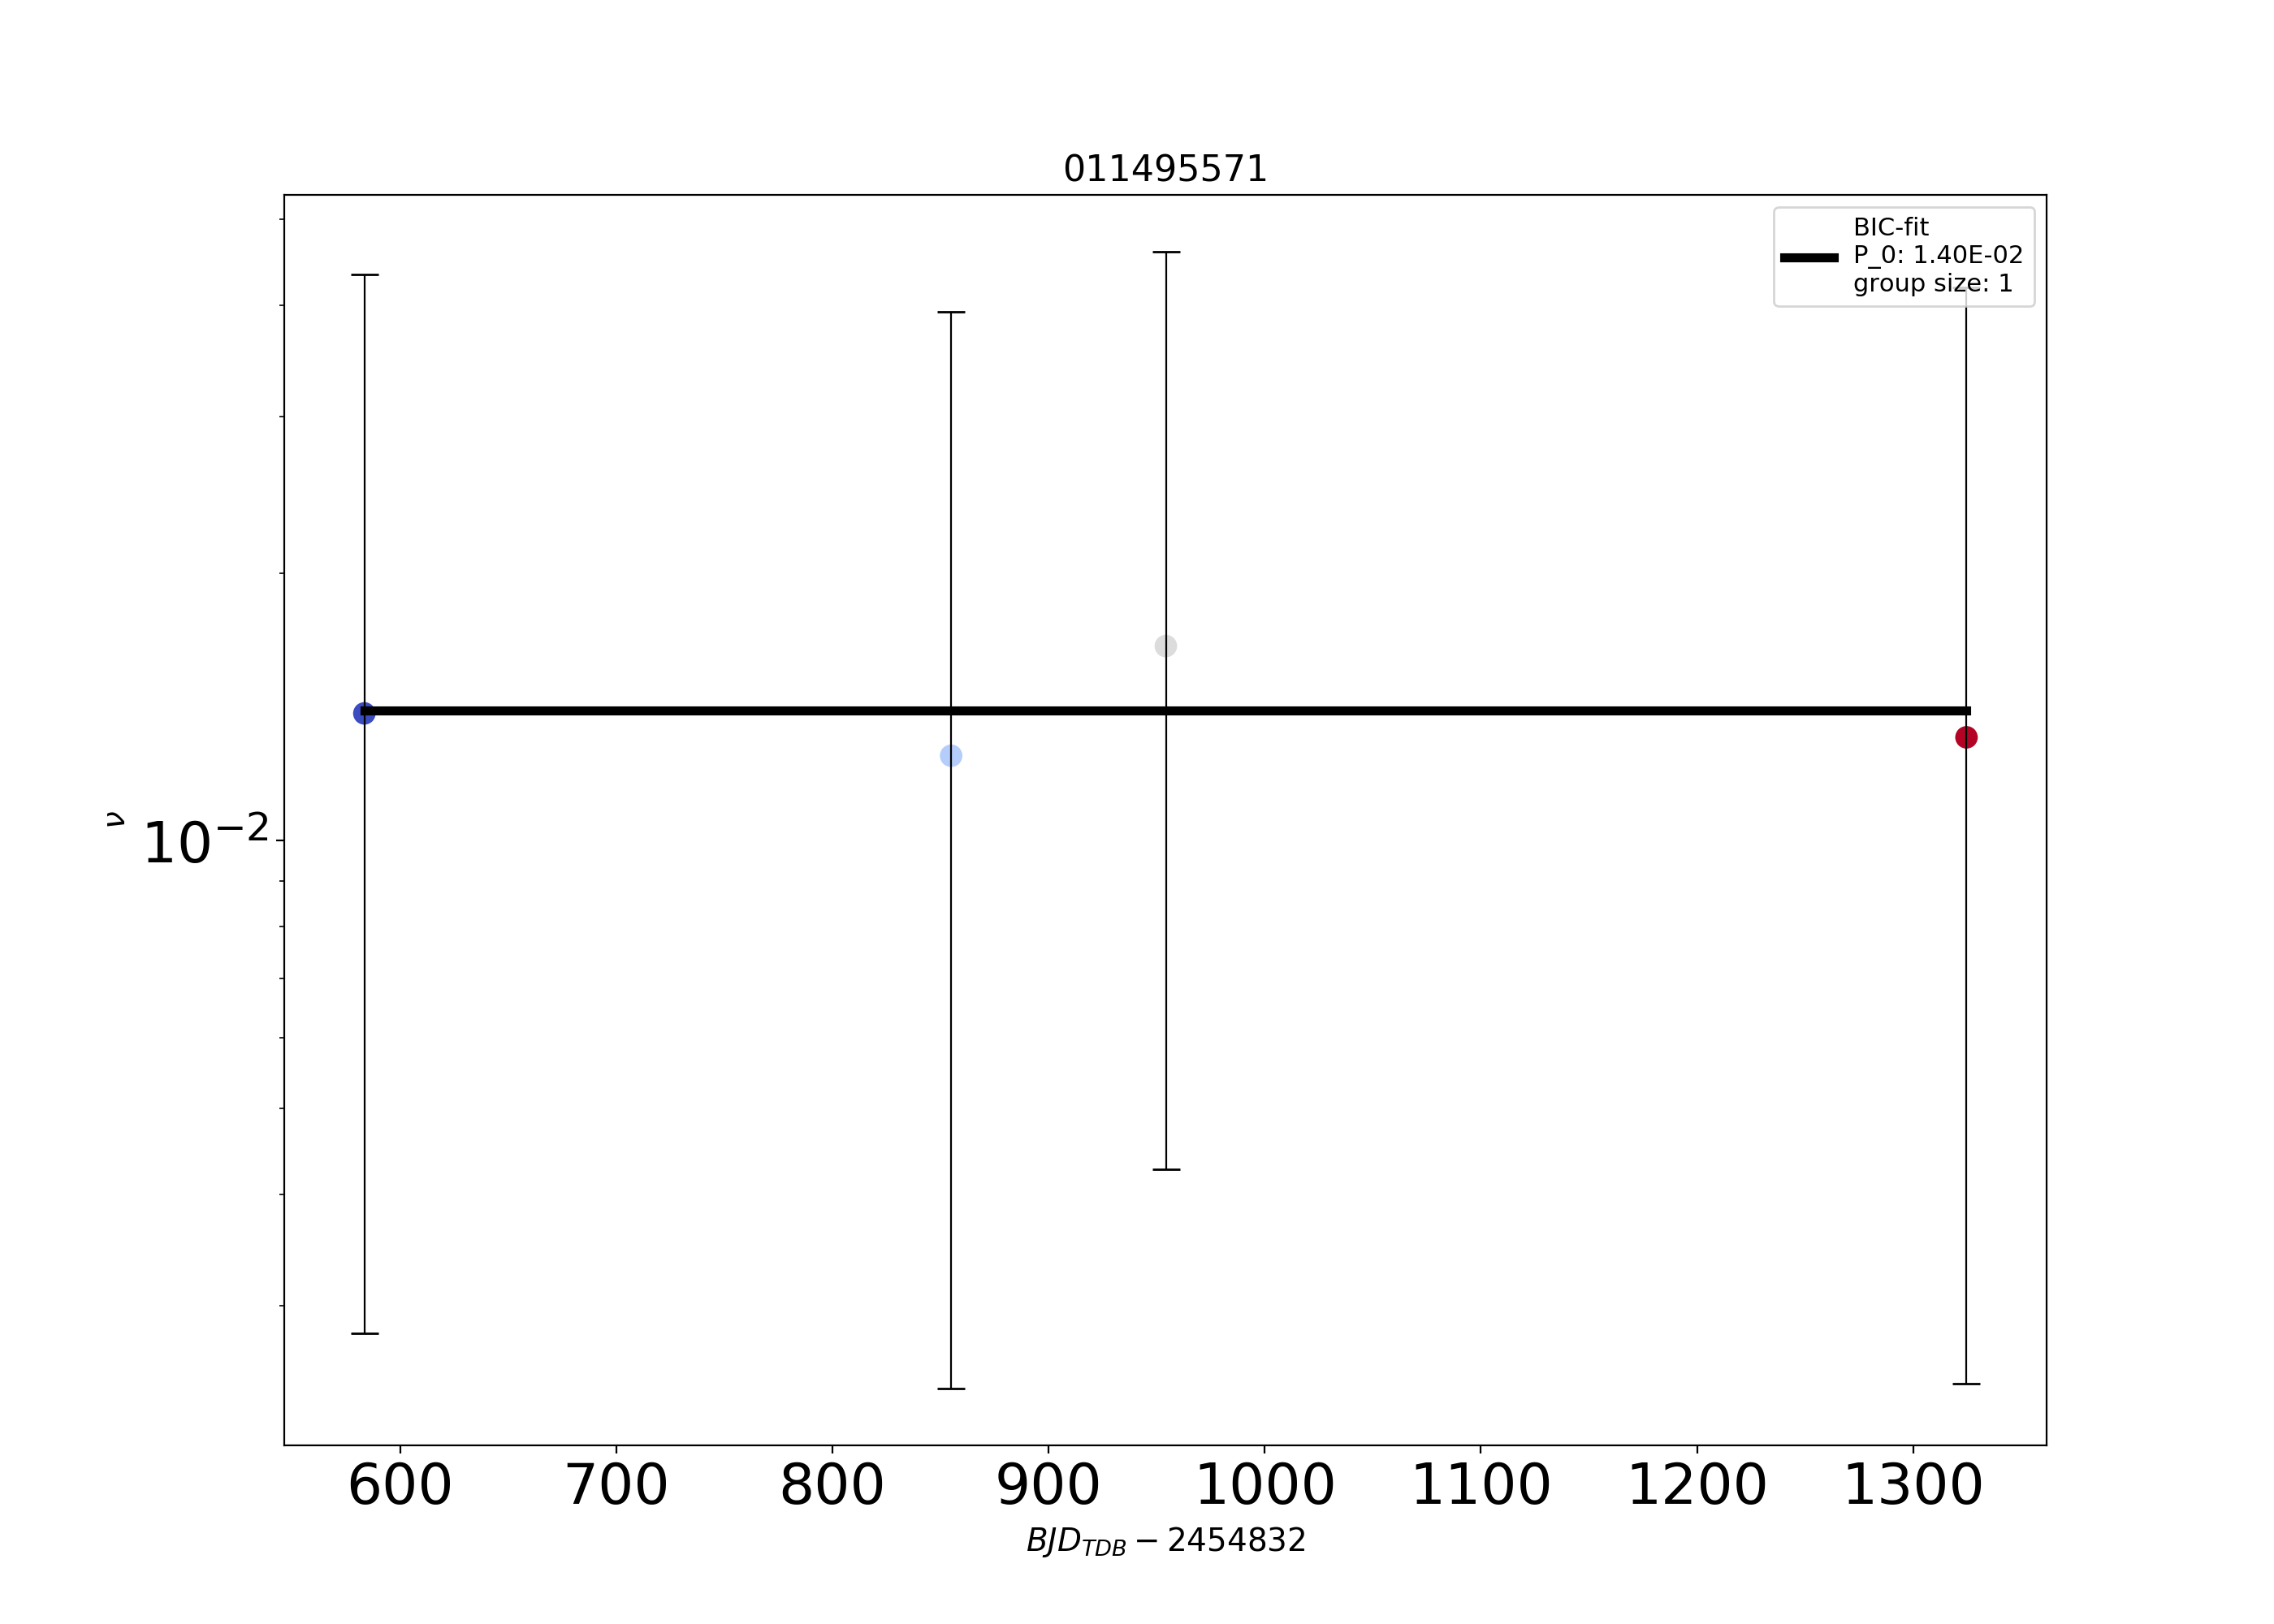 011495571
BIC-fit
P_0: 1.40E-02
group size: 1
ν
10⁻²
600 700 800 900 1000 1100 1200 1300
BJD_TDB − 2454832